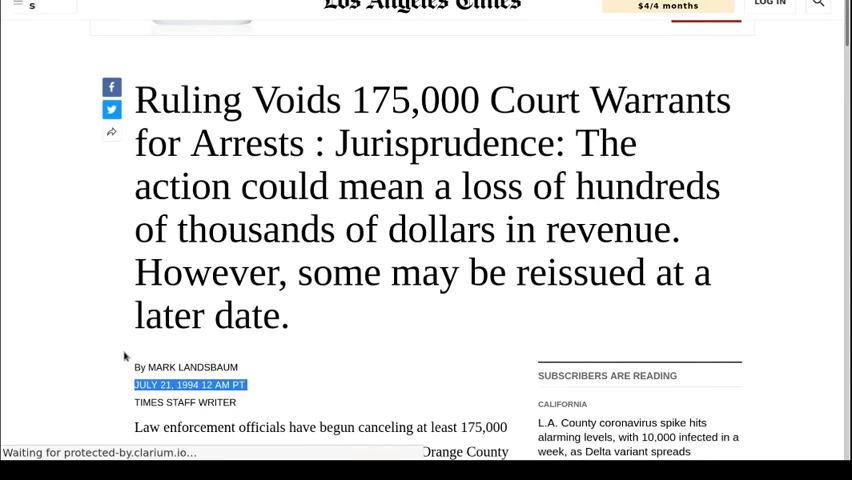 s
Los Angeles Times
$4/4 months
LOG IN
Ruling Voids 175,000 Court Warrants
for Arrests : Jurisprudence: The
action could mean a loss of hundreds
of thousands of dollars in revenue.
However, some may be reissued at a
later date.
By MARK LANDSBAUM
JULY 21, 1994 12 AM PT
TIMES STAFF WRITER
Law enforcement officials have begun canceling at least 175,000
Orange County
SUBSCRIBERS ARE READING
CALIFORNIA
L.A. County coronavirus spike hits
alarming levels, with 10,000 infected in a
week, as Delta variant spreads
Waiting for protected-by.clarium.io...